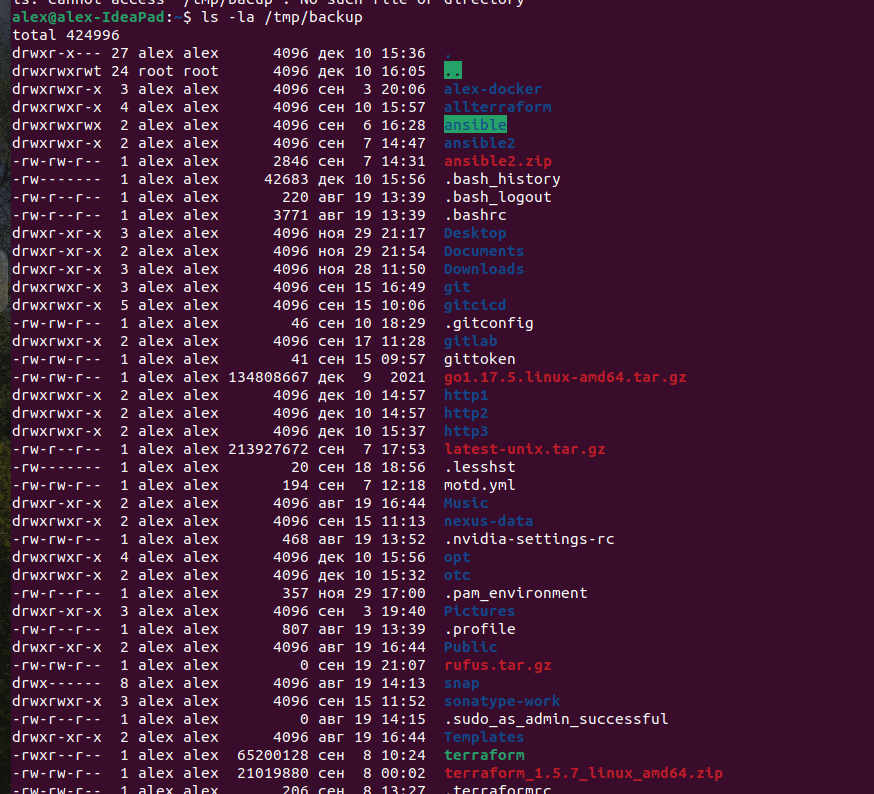 ls: cannot access '/tmp/bacup': No such file or directory
alex@alex-IdeaPad:~$ ls -la /tmp/backup
total 424996
drwxr-x--- 27 alex alex      4096 дек 10 15:36  .
drwxrwxrwt 24 root root      4096 дек 10 16:05  ..
drwxrwxr-x  3 alex alex      4096 сен  3 20:06  alex-docker
drwxrwxr-x  4 alex alex      4096 сен 10 15:57  allterraform
drwxrwxrwx  2 alex alex      4096 сен  6 16:28  ansible
drwxrwxr-x  2 alex alex      4096 сен  7 14:47  ansible2
-rw-rw-r--  1 alex alex      2846 сен  7 14:31  ansible2.zip
-rw-------  1 alex alex     42683 дек 10 15:56  .bash_history
-rw-r--r--  1 alex alex       220 авг 19 13:39  .bash_logout
-rw-r--r--  1 alex alex      3771 авг 19 13:39  .bashrc
drwxr-xr-x  3 alex alex      4096 ноя 29 21:17  Desktop
drwxr-xr-x  2 alex alex      4096 ноя 29 21:54  Documents
drwxr-xr-x  3 alex alex      4096 ноя 28 11:50  Downloads
drwxrwxr-x  3 alex alex      4096 сен 15 16:49  git
drwxrwxr-x  5 alex alex      4096 сен 15 10:06  gitcicd
-rw-rw-r--  1 alex alex        46 сен 10 18:29  .gitconfig
drwxrwxr-x  2 alex alex      4096 сен 17 11:28  gitlab
-rw-rw-r--  1 alex alex        41 сен 15 09:57  gittoken
-rw-rw-r--  1 alex alex 134808667 дек  9  2021  go1.17.5.linux-amd64.tar.gz
drwxrwxr-x  2 alex alex      4096 дек 10 14:57  http1
drwxrwxr-x  2 alex alex      4096 дек 10 14:57  http2
drwxrwxr-x  2 alex alex      4096 дек 10 15:37  http3
-rw-r--r--  1 alex alex 213927672 сен  7 17:53  latest-unix.tar.gz
-rw-------  1 alex alex        20 сен 18 18:56  .lesshst
-rw-rw-r--  1 alex alex       194 сен  7 12:18  motd.yml
drwxr-xr-x  2 alex alex      4096 авг 19 16:44  Music
drwxrwxr-x  2 alex alex      4096 сен 15 11:13  nexus-data
-rw-rw-r--  1 alex alex       468 авг 19 13:52  .nvidia-settings-rc
drwxrwxr-x  4 alex alex      4096 дек 10 15:56  opt
drwxrwxr-x  2 alex alex      4096 дек 10 15:32  otc
-rw-r--r--  1 alex alex       357 ноя 29 17:00  .pam_environment
drwxr-xr-x  3 alex alex      4096 сен  3 19:40  Pictures
-rw-r--r--  1 alex alex       807 авг 19 13:39  .profile
drwxr-xr-x  2 alex alex      4096 авг 19 16:44  Public
-rw-rw-r--  1 alex alex         0 сен 19 21:07  rufus.tar.gz
drwx------  8 alex alex      4096 авг 19 14:13  snap
drwxrwxr-x  3 alex alex      4096 сен 15 11:52  sonatype-work
-rw-r--r--  1 alex alex         0 авг 19 14:15  .sudo_as_admin_successful
drwxr-xr-x  2 alex alex      4096 авг 19 16:44  Templates
-rwxr--r--  1 alex alex  65200128 сен  8 10:24  terraform
-rw-rw-r--  1 alex alex  21019880 сен  8 00:02  terraform_1.5.7_linux_amd64.zip
-rw-rw-r--  1 alex alex       206 сен  8 13:27  .terraformrc